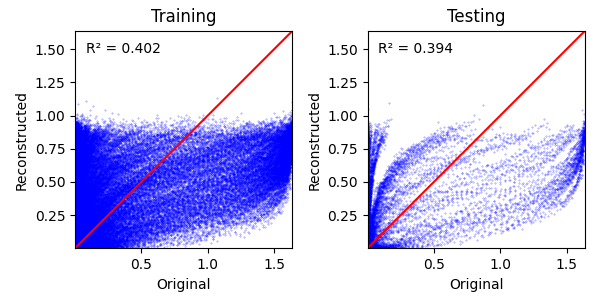 Training
R² = 0.402
1.50
1.25
1.00
0.75
0.50
0.25
Reconstructed
0.5
1.0
1.5
Original
Testing
R² = 0.394
1.50
1.25
1.00
0.75
0.50
0.25
Reconstructed
0.5
1.0
1.5
Original